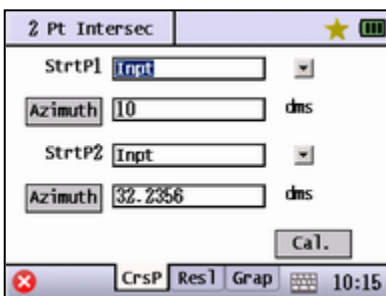 2 Pt Intersec
StrtP1 Inpt
Azimuth 10 dms
StrtP2 Inpt
Azimuth 32.2356 dms
Cal.
CrsP Resl Grap 10:15